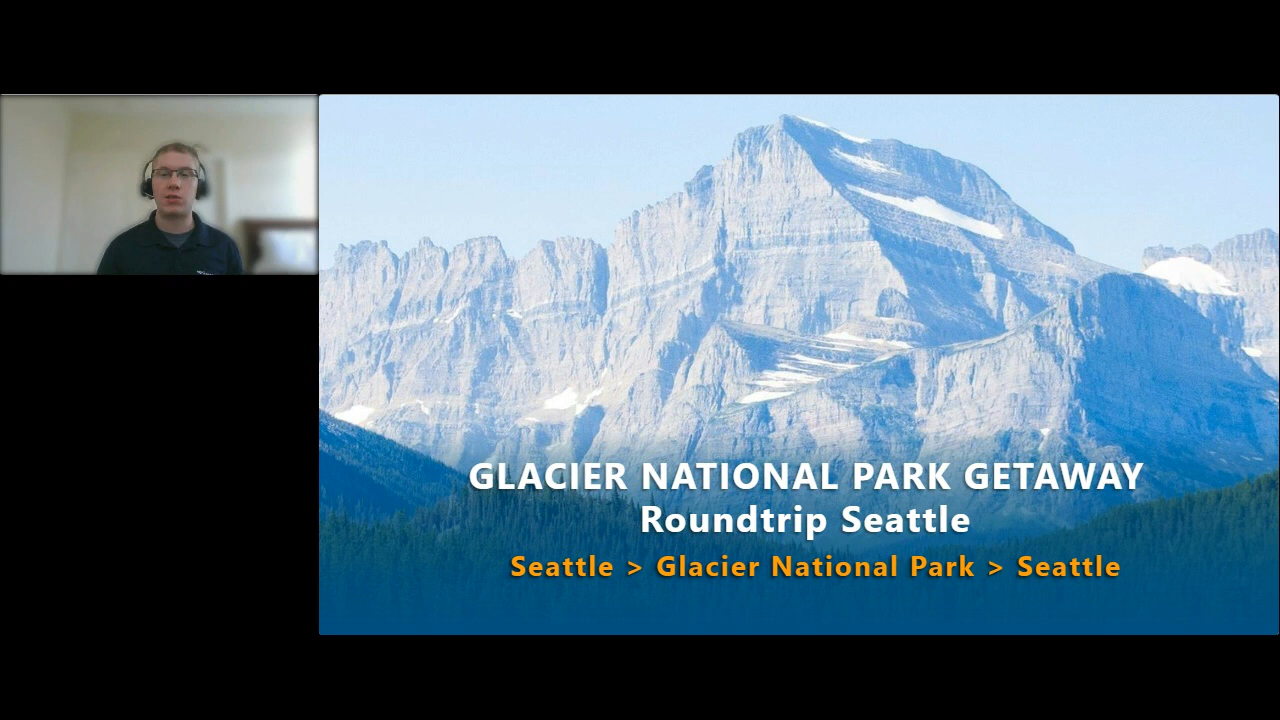 GLACIER NATIONAL PARK GETAWAY
Roundtrip Seattle
Seattle > Glacier National Park > Seattle